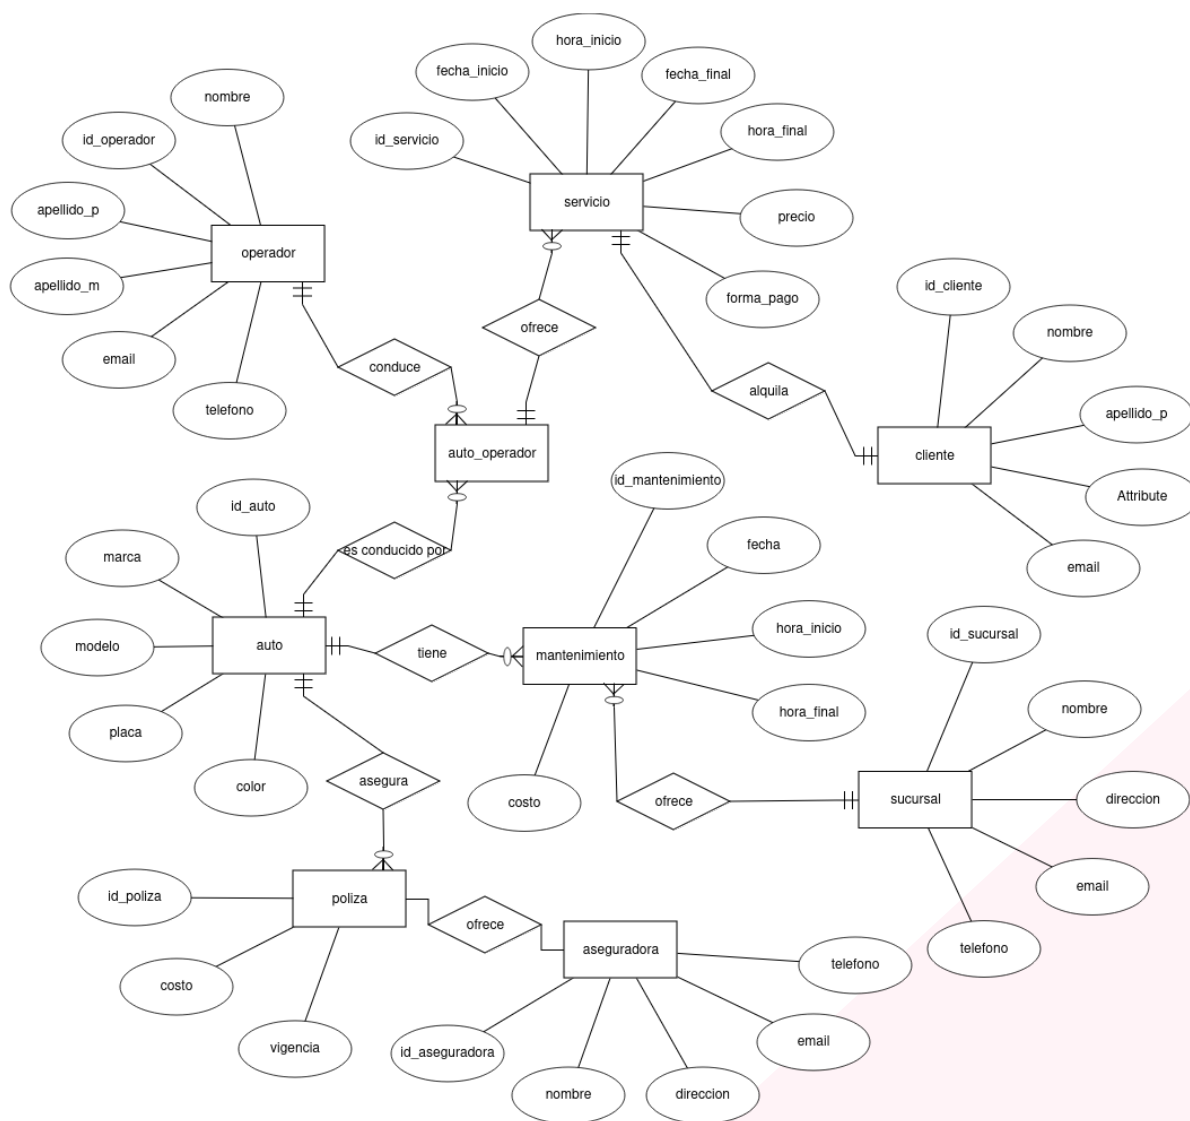 hora_inicio
fecha_inicio
fecha_final
nombre
hora_final
id_operador
id_servicio
apellido_p
servicio
precio
operador
apellido_m
id_cliente
forma_pago
ofrece
nombre
email
conduce
alquila
telefono
apellido_p
auto_operador
cliente
id_mantenimiento
Attribute
id_auto
fecha
es conducido por
marca
email
hora_inicio
id_sucursal
modelo
auto
tiene
mantenimiento
nombre
hora_final
placa
asegura
color
costo
ofrece
sucursal
direccion
email
id_poliza
poliza
ofrece
aseguradora
telefono
telefono
costo
email
vigencia
id_aseguradora
nombre
direccion